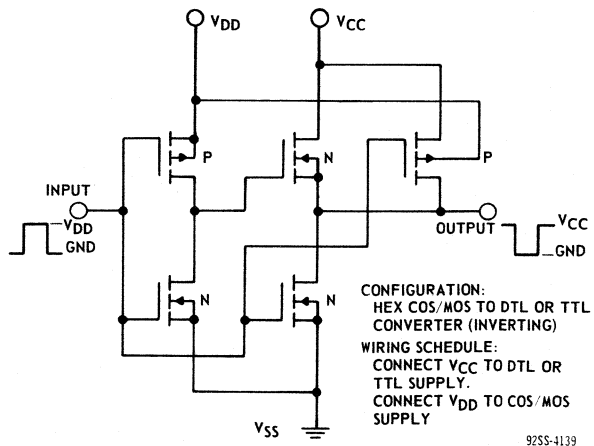 VDD
VCC
P
N
P
INPUT
VDD
GND
OUTPUT
VCC
GND
N
N
CONFIGURATION:
HEX COS/MOS TO DTL OR TTL
CONVERTER (INVERTING)
WIRING SCHEDULE:
CONNECT VCC TO DTL OR
TTL SUPPLY.
CONNECT VDD TO COS/MOS
SUPPLY
VSS
92SS-4139